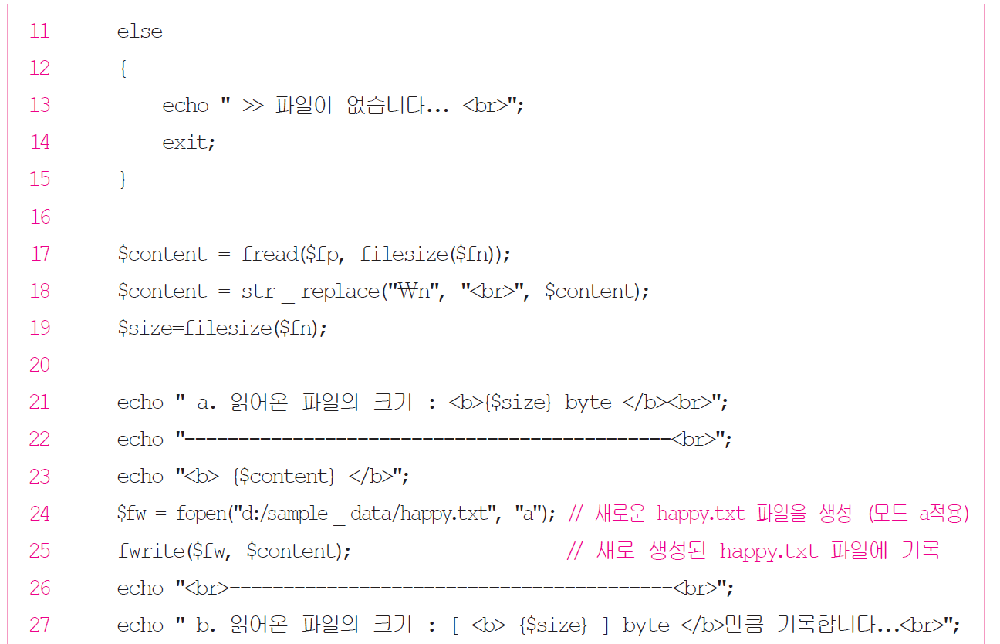 11 else
12 {
13 echo " >> 파일이 없습니다... <br>";
14 exit;
15 }
16
17 $content = fread($fp, filesize($fn));
18 $content = str_replace("₩n", "<br>", $content);
19 $size=filesize($fn);
20
21 echo " a. 읽어온 파일의 크기 : <b>{$size} byte </b><br>";
22 echo "---------------------------------------------<br>";
23 echo "<b> {$content} </b>";
24 $fw = fopen("d:/sample_data/happy.txt", "a"); // 새로운 happy.txt 파일을 생성 (모드 a적용)
25 fwrite($fw, $content); // 새로 생성된 happy.txt 파일에 기록
26 echo "<br>-----------------------------------------<br>";
27 echo " b. 읽어온 파일의 크기 : [ <b> {$size} ] byte </b>만큼 기록합니다...<br>";